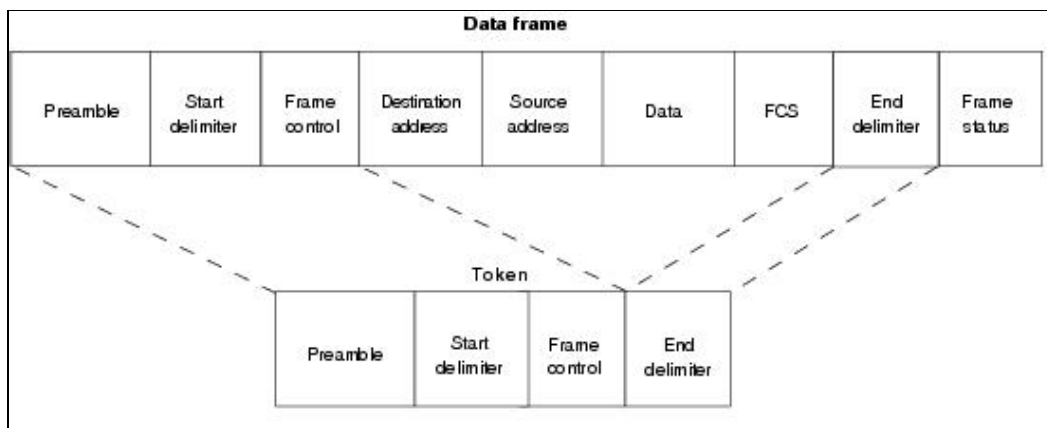 Data frame
Preamble
Start
delimiter
Frame
control
Destination
address
Source
address
Data
FCS
End
delimiter
Frame
status
Token
Preamble
Start
delimiter
Frame
control
End
delimiter